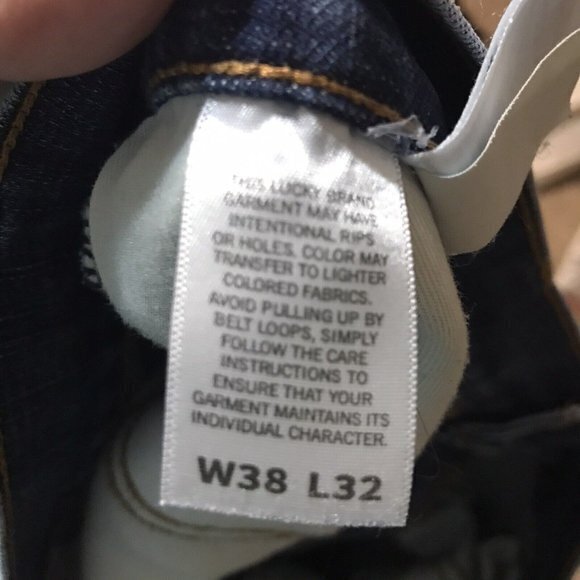 THIS LUCKY BRAND
GARMENT MAY HAVE
INTENTIONAL RIPS
OR HOLES. COLOR MAY
TRANSFER TO LIGHTER
COLORED FABRICS.
AVOID PULLING UP BY
BELT LOOPS, SIMPLY
FOLLOW THE CARE
INSTRUCTIONS TO
ENSURE THAT YOUR
GARMENT MAINTAINS ITS
INDIVIDUAL CHARACTER.
W38 L32